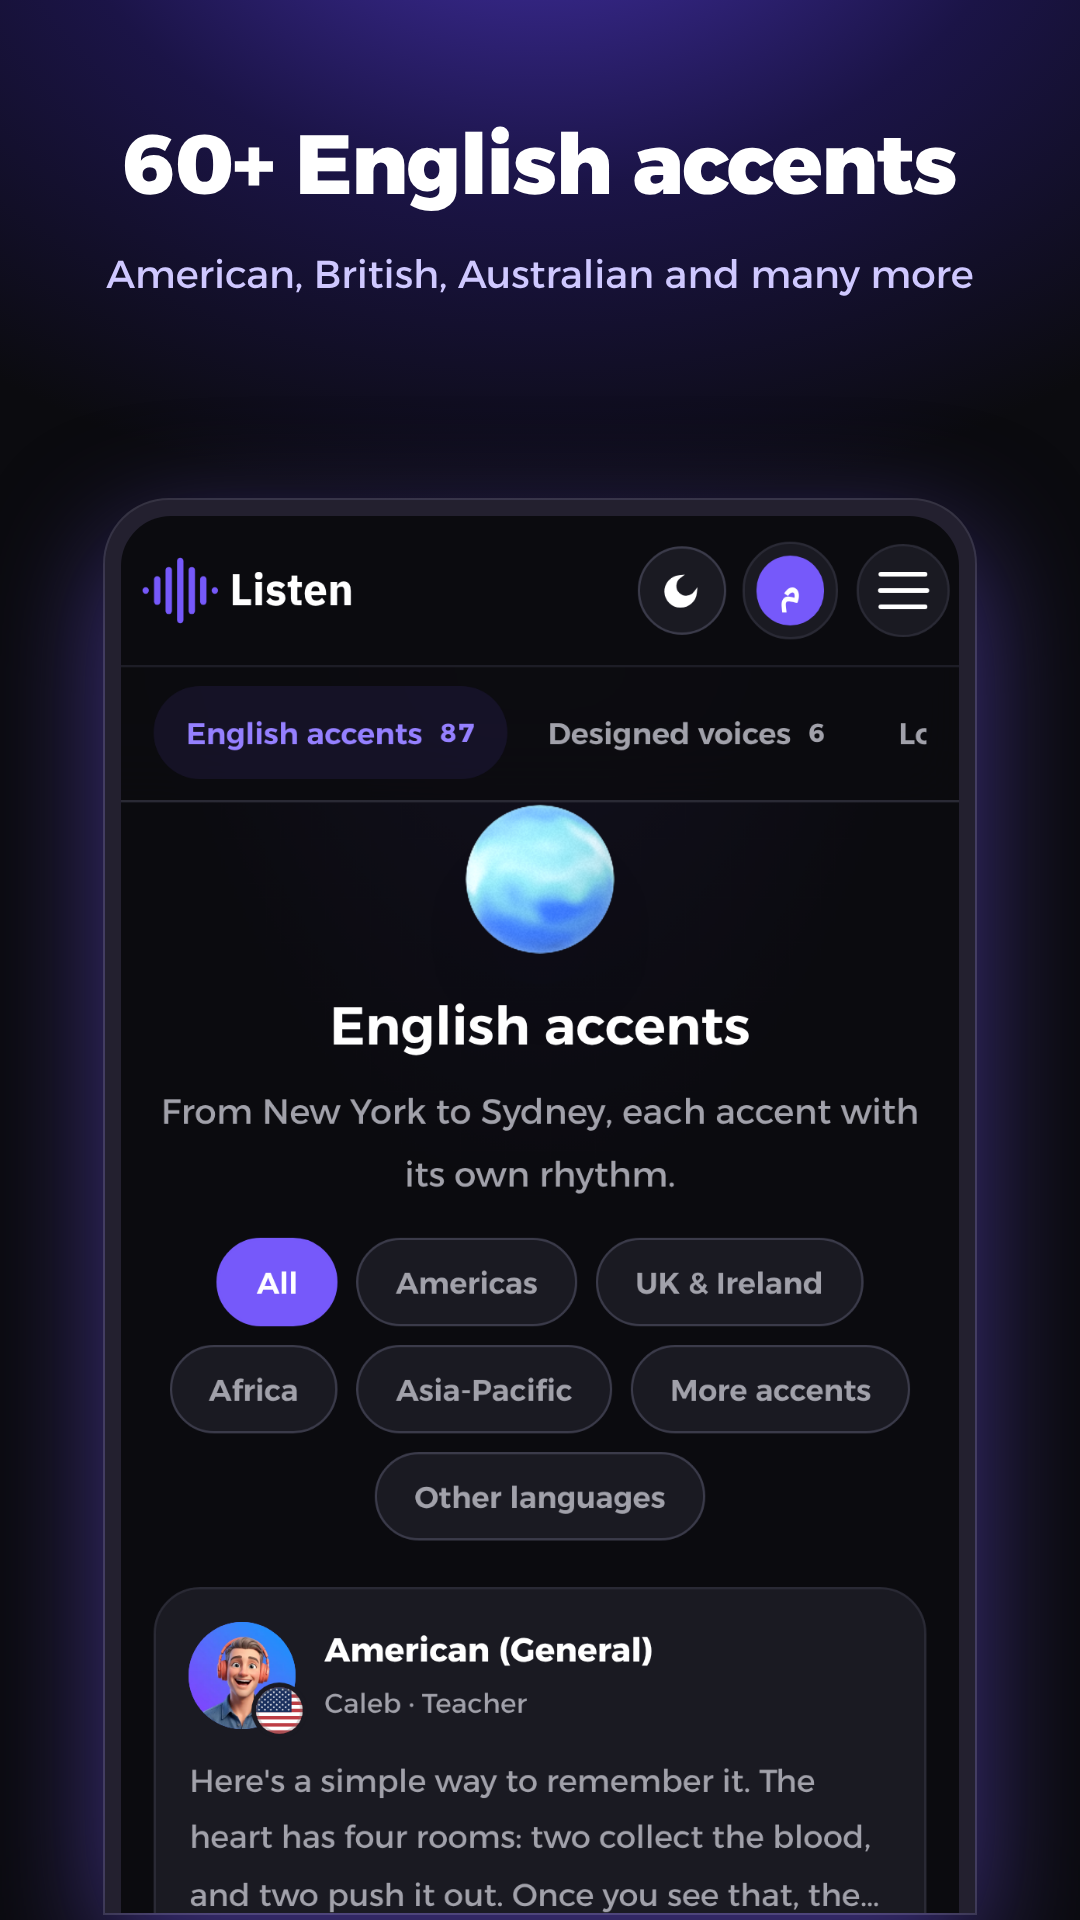 60+ English accents
American, British, Australian and many more
Listen
م
English accents 87
Designed voices 6
English accents
From New York to Sydney, each accent with
its own rhythm.
All
Americas
UK & Ireland
Africa
Asia-Pacific
More accents
Other languages
American (General)
Caleb · Teacher
Here's a simple way to remember it. The
heart has four rooms: two collect the blood,
and two push it out. Once you see that, the...